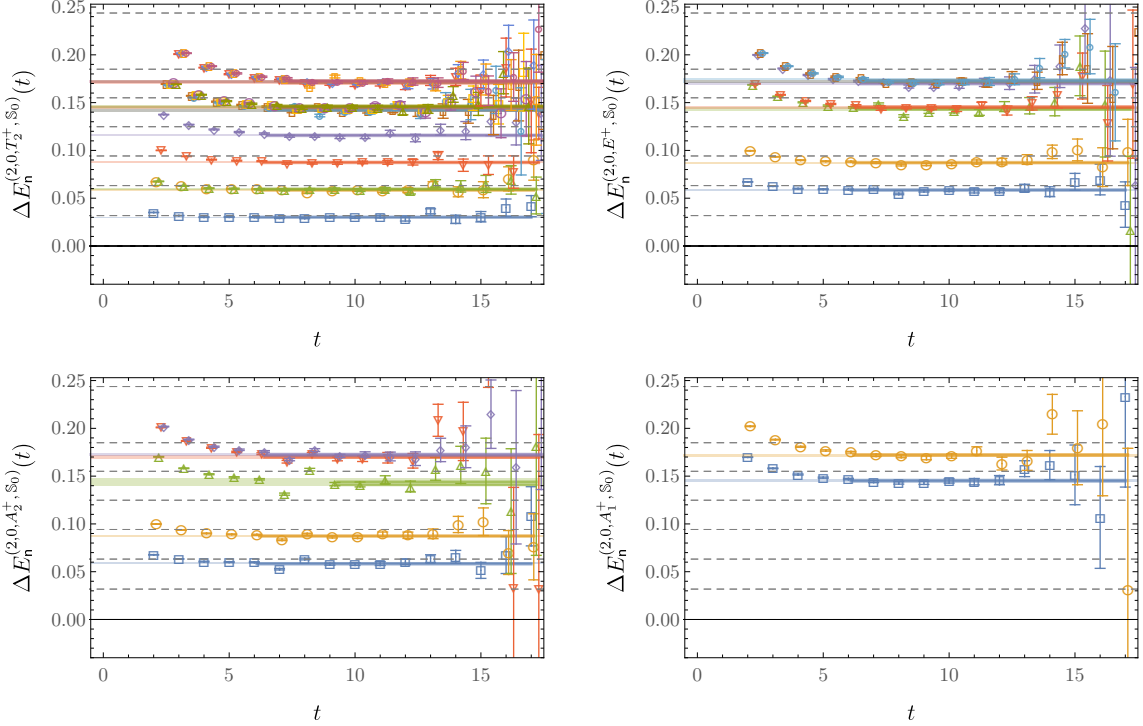 0.25
0.20
0.15
0.10
0.05
0.00
0 5 10 15
t
ΔE_n^(2,0,T_2^+,𝕊_0)(t)
0.25
0.20
0.15
0.10
0.05
0.00
0 5 10 15
t
ΔE_n^(2,0,E^+,𝕊_0)(t)
0.25
0.20
0.15
0.10
0.05
0.00
0 5 10 15
t
ΔE_n^(2,0,A_2^+,𝕊_0)(t)
0.25
0.20
0.15
0.10
0.05
0.00
0 5 10 15
t
ΔE_n^(2,0,A_1^+,𝕊_0)(t)